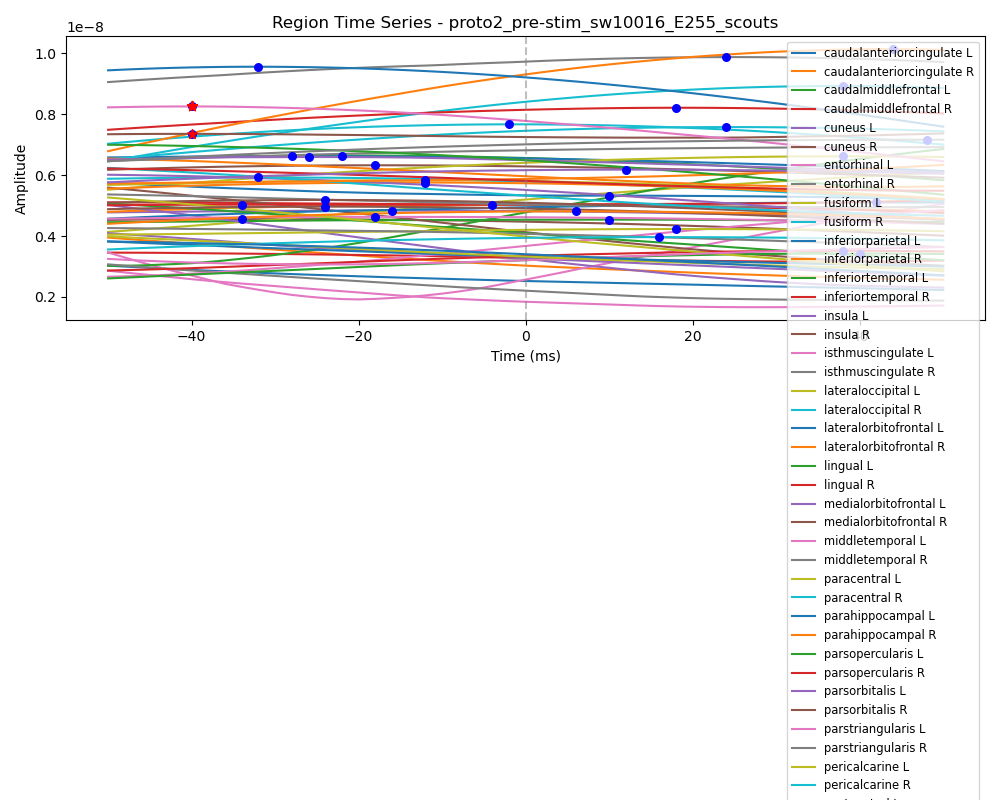 Region Time Series - proto2_pre-stim_sw10016_E255_scouts
1e−8
1.0
0.8
0.6
0.4
0.2
Amplitude
−40
−20
0
20
Time (ms)
caudalanteriorcingulate L
caudalanteriorcingulate R
caudalmiddlefrontal L
caudalmiddlefrontal R
cuneus L
cuneus R
entorhinal L
entorhinal R
fusiform L
fusiform R
inferiorparietal L
inferiorparietal R
inferiortemporal L
inferiortemporal R
insula L
insula R
isthmuscingulate L
isthmuscingulate R
lateraloccipital L
lateraloccipital R
lateralorbitofrontal L
lateralorbitofrontal R
lingual L
lingual R
medialorbitofrontal L
medialorbitofrontal R
middletemporal L
middletemporal R
paracentral L
paracentral R
parahippocampal L
parahippocampal R
parsopercularis L
parsopercularis R
parsorbitalis L
parsorbitalis R
parstriangularis L
parstriangularis R
pericalcarine L
pericalcarine R